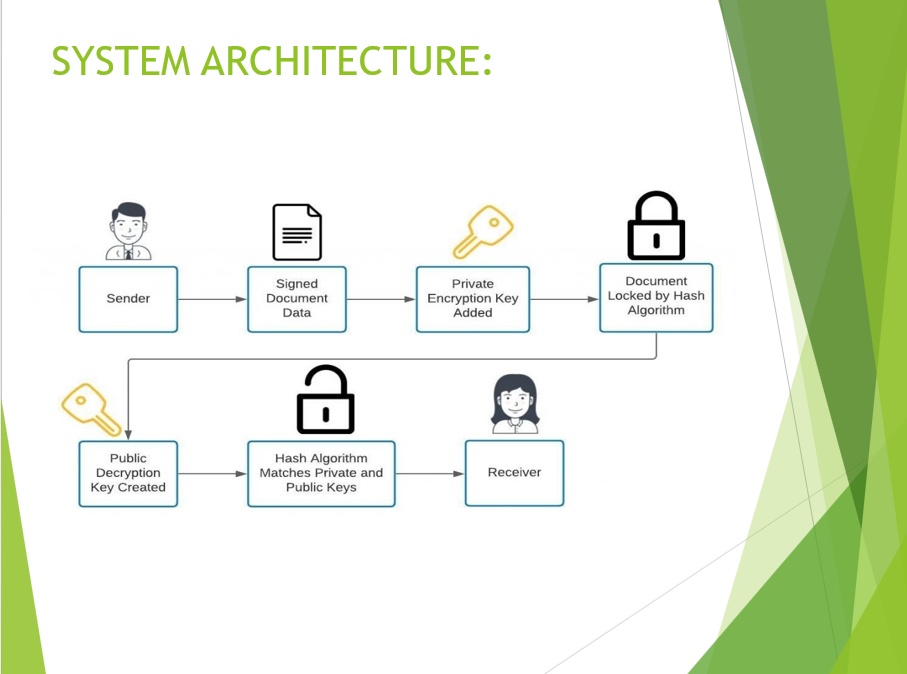 SYSTEM ARCHITECTURE:
Sender
Signed
Document
Data
Private
Encryption Key
Added
Document
Locked by Hash
Algorithm
Public
Decryption
Key Created
Hash Algorithm
Matches Private and
Public Keys
Receiver